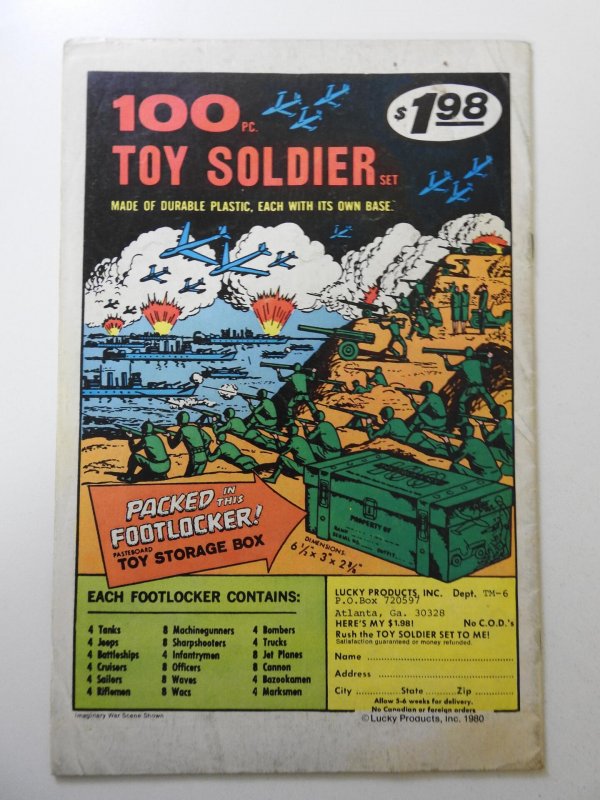 100 PC.
$1.98
TOY SOLDIER SET
MADE OF DURABLE PLASTIC, EACH WITH ITS OWN BASE.
PACKED IN THIS
FOOTLOCKER!
PASTEBOARD
TOY STORAGE BOX
DIMENSIONS:
6 1/2" x 3" x 2 1/4"
PROPERTY OF
EACH FOOTLOCKER CONTAINS:
4 Tanks
4 Jeeps
4 Battleships
4 Cruisers
4 Sailors
4 Riflemen
8 Machinegunners
8 Sharpshooters
4 Infantrymen
8 Officers
8 Waves
8 Wacs
4 Bombers
4 Trucks
8 Jet Planes
8 Cannon
4 Bazookamen
4 Marksmen
LUCKY PRODUCTS, INC. Dept. TM-6
P.O.Box 720597
Atlanta, Ga. 30328
HERE'S MY $1.98! No C.O.D.'s
Rush the TOY SOLDIER SET TO ME!
Satisfaction guaranteed or money refunded.
Name
Address
City State Zip
Allow 5-6 weeks for delivery.
No Canadian or foreign orders
Imaginary War Scene Shown
©Lucky Products, Inc. 1980